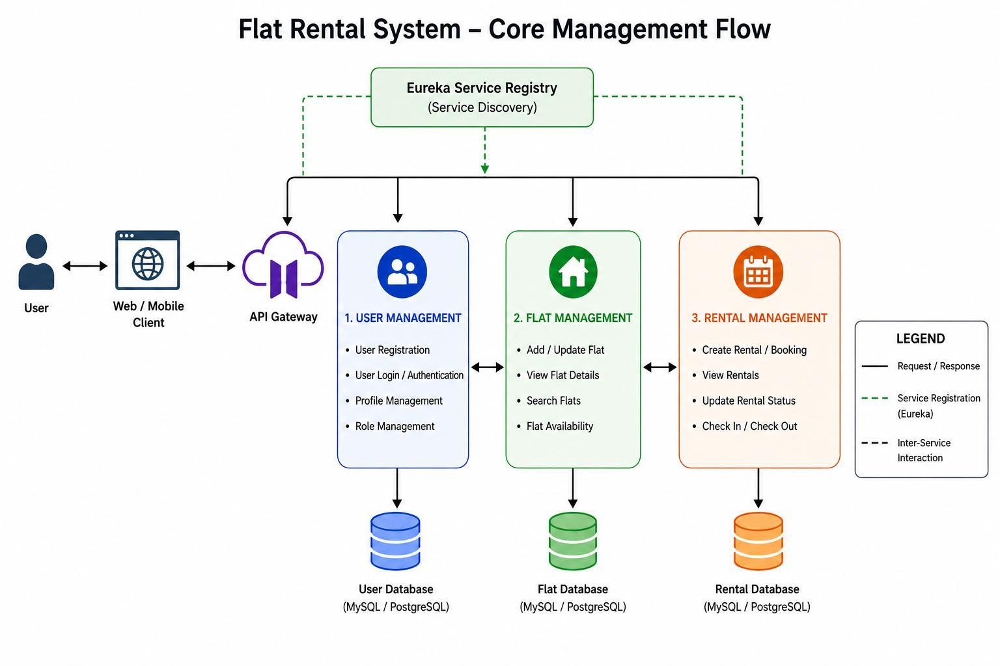 Flat Rental System – Core Management Flow
Eureka Service Registry
(Service Discovery)
User
Web / Mobile
Client
API Gateway
1. USER MANAGEMENT
• User Registration
• User Login / Authentication
• Profile Management
• Role Management
2. FLAT MANAGEMENT
• Add / Update Flat
• View Flat Details
• Search Flats
• Flat Availability
3. RENTAL MANAGEMENT
• Create Rental / Booking
• View Rentals
• Update Rental Status
• Check In / Check Out
LEGEND
Request / Response
Service Registration
(Eureka)
Inter-Service
Interaction
User Database
(MySQL / PostgreSQL)
Flat Database
(MySQL / PostgreSQL)
Rental Database
(MySQL / PostgreSQL)